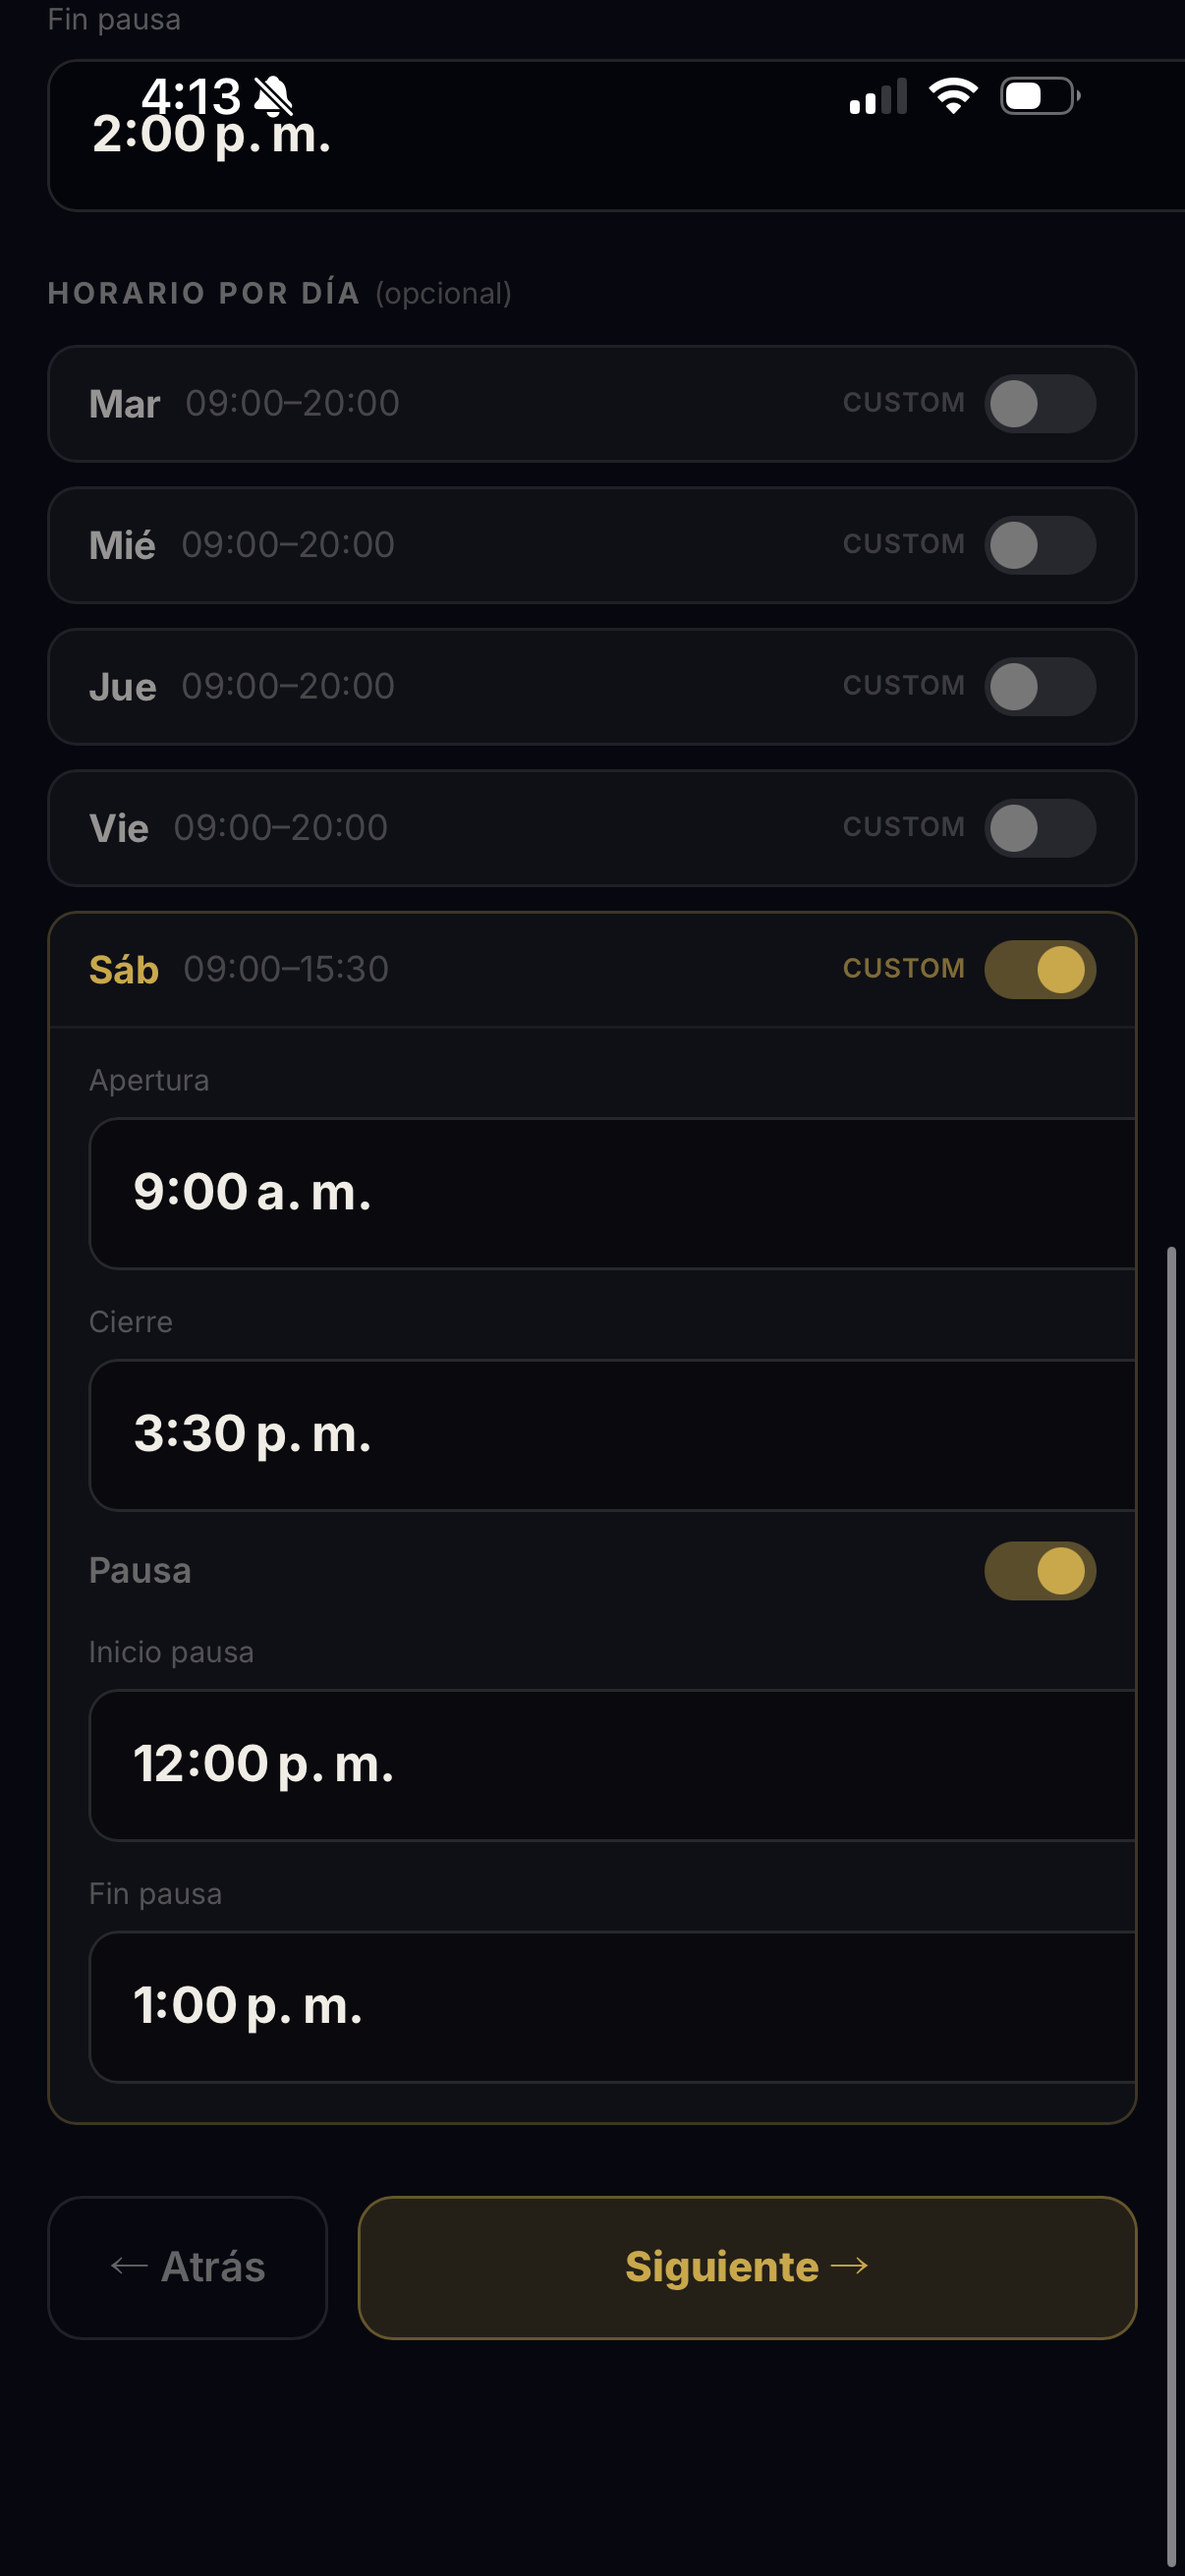 Fin pausa
4:13
2:00 p. m.
HORARIO POR DÍA (opcional)
Mar 09:00–20:00 CUSTOM
Mié 09:00–20:00 CUSTOM
Jue 09:00–20:00 CUSTOM
Vie 09:00–20:00 CUSTOM
Sáb 09:00–15:30 CUSTOM
Apertura
9:00 a. m.
Cierre
3:30 p. m.
Pausa
Inicio pausa
12:00 p. m.
Fin pausa
1:00 p. m.
← Atrás Siguiente →